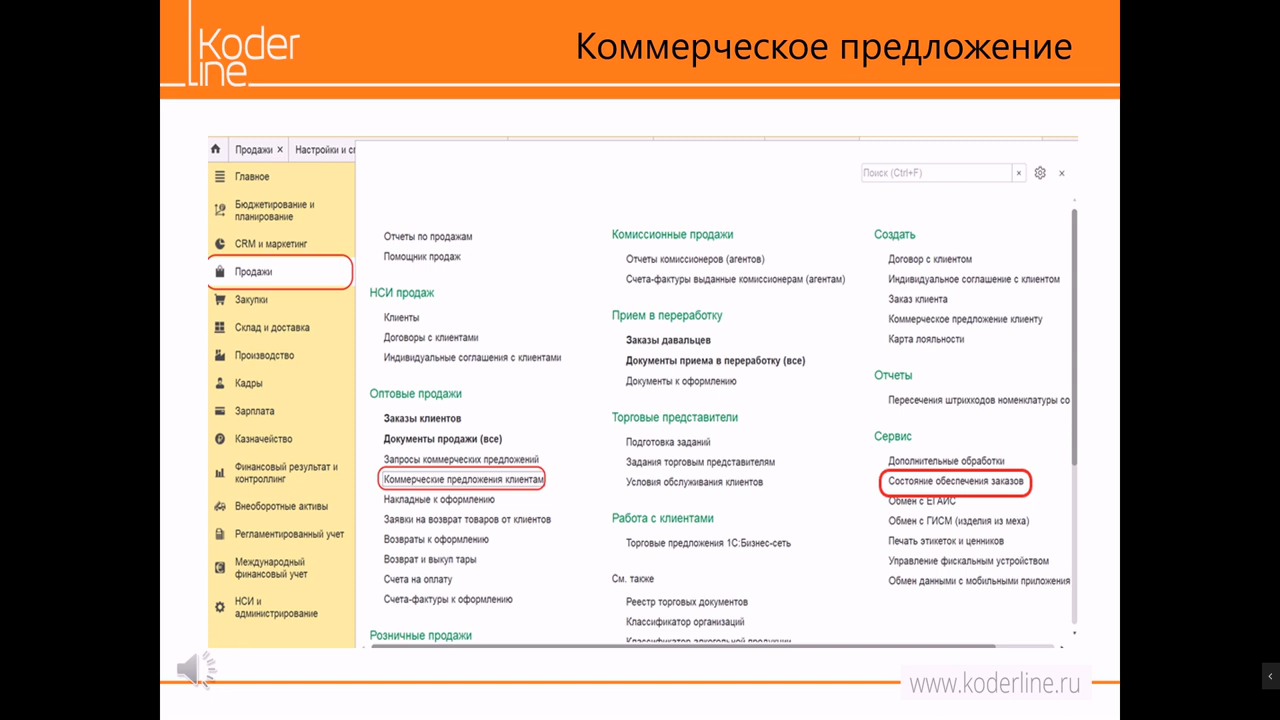 Koder
line
Коммерческое предложение
Продажи ×
Настройки и сп
Поиск (Ctrl+F)
×
×
Главное
Бюджетирование и
планирование
CRM и маркетинг
Продажи
Закупки
Склад и доставка
Производство
Кадры
Зарплата
Казначейство
Финансовый результат и
контроллинг
Внеоборотные активы
Регламентированный учет
Международный
финансовый учет
НСИ и
администрирование
Отчеты по продажам
Помощник продаж
НСИ продаж
Клиенты
Договоры с клиентами
Индивидуальные соглашения с клиентами
Оптовые продажи
Заказы клиентов
Документы продажи (все)
Запросы коммерческих предложений
Коммерческие предложения клиентам
Накладные к оформлению
Заявки на возврат товаров от клиентов
Возвраты к оформлению
Возврат и выкуп тары
Счета на оплату
Счета-фактуры к оформлению
Розничные продажи
Комиссионные продажи
Отчеты комиссионеров (агентов)
Счета-фактуры выданные комиссионерам (агентам)
Прием в переработку
Заказы давальцев
Документы приема в переработку (все)
Документы к оформлению
Торговые представители
Подготовка заданий
Задания торговым представителям
Условия обслуживания клиентов
Работа с клиентами
Торговые предложения 1С:Бизнес-сеть
См. также
Реестр торговых документов
Классификатор организаций
Классификатор алкогольной продукции
Создать
Договор с клиентом
Индивидуальное соглашение с клиентом
Заказ клиента
Коммерческое предложение клиенту
Карта лояльности
Отчеты
Пересечения штрихкодов номенклатуры со
Сервис
Дополнительные обработки
Состояние обеспечения заказов
Обмен с ЕГАИС
Обмен с ГИСМ (изделия из меха)
Печать этикеток и ценников
Управление фискальным устройством
Обмен данными с мобильными приложения
www.koderline.ru